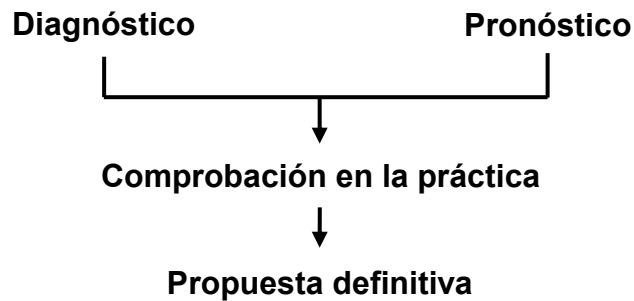 Diagnóstico Pronóstico
Comprobación en la práctica
Propuesta definitiva